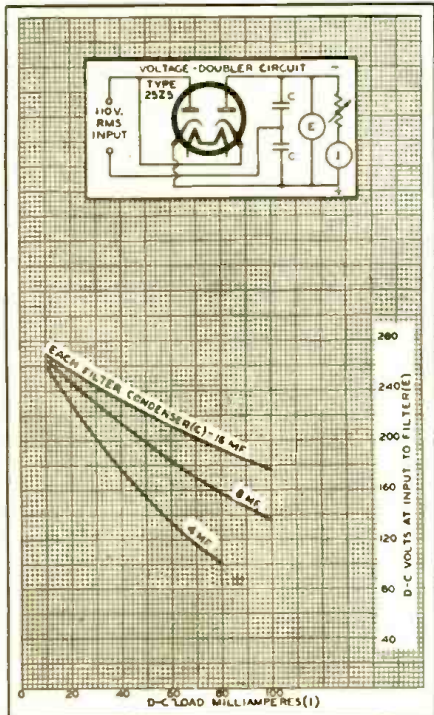 VOLTAGE-DOUBLER CIRCUIT
TYPE
25Z5
110V.
RMS
INPUT
C
C
E
I
EACH FILTER CONDENSER(C)-16 MF.
8 MF.
4 MF.
280
240
200
160
120
80
40
D-C VOLTS AT INPUT TO FILTER(E)
20 40 60 80 100
D-C LOAD MILLIAMPERES(I)